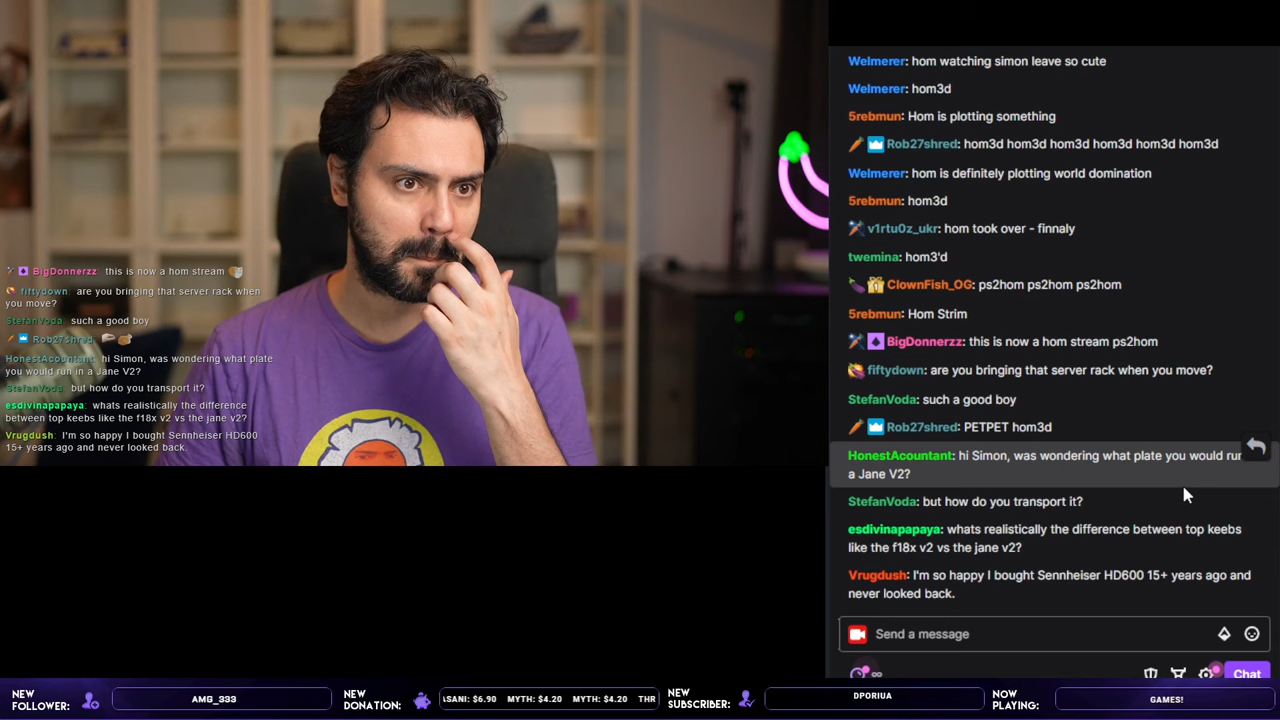 BigDonnerzz: this is now a hom stream
fiftydown: are you bringing that server rack when
you move?
StefanVoda such a good boy
Rob27shred:
HonestAcountant: hi Simon, was wondering what plate
you would run in a Jane V2?
StefanVoda but how do you transport it?
esdivinapapaya: whats realistically the difference
between top keebs like the f18x v2 vs the jane v2?
Vrugdush: I'm so happy I bought Sennheiser HD600
15+ years ago and never looked back.
Welmerer: hom watching simon leave so cute
Welmerer: hom3d
5rebmun: Hom is plotting something
Rob27shred: hom3d hom3d hom3d hom3d hom3d hom3d
Welmerer: hom is definitely plotting world domination
5rebmun: hom3d
v1rtu0z_ukr: hom took over - finnaly
twemina: hom3'd
ClownFish_OG: ps2hom ps2hom ps2hom
5rebmun: Hom Strim
BigDonnerzz: this is now a hom stream ps2hom
fiftydown: are you bringing that server rack when you move?
StefanVoda: such a good boy
Rob27shred: PETPET hom3d
HonestAcountant: hi Simon, was wondering what plate you would run
a Jane V2?
StefanVoda: but how do you transport it?
esdivinapapaya: whats realistically the difference between top keebs
like the f18x v2 vs the jane v2?
Vrugdush: I'm so happy I bought Sennheiser HD600 15+ years ago and
never looked back.
Send a message
Chat
NEW
FOLLOWER:
AMG_333
NEW
DONATION:
ASANI: $6.90 MYTH: $4.20 MYTH: $4.20 THR
NEW
SUBSCRIBER:
DPORIUA
NOW
PLAYING:
GAMES!